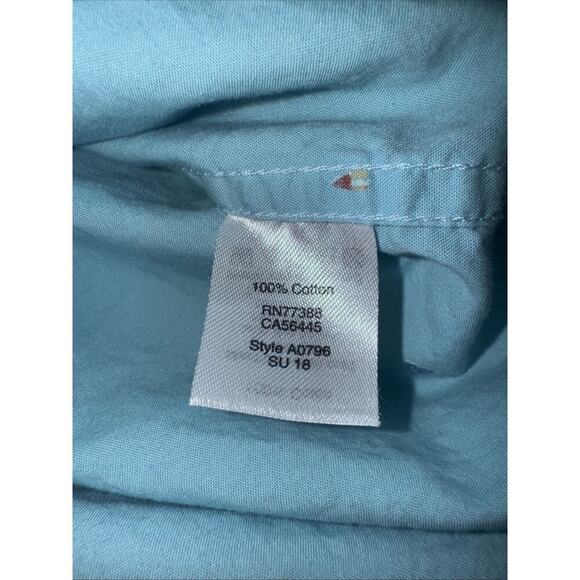 100% Cotton
RN77388
CA56445
Style A0796
SU 18